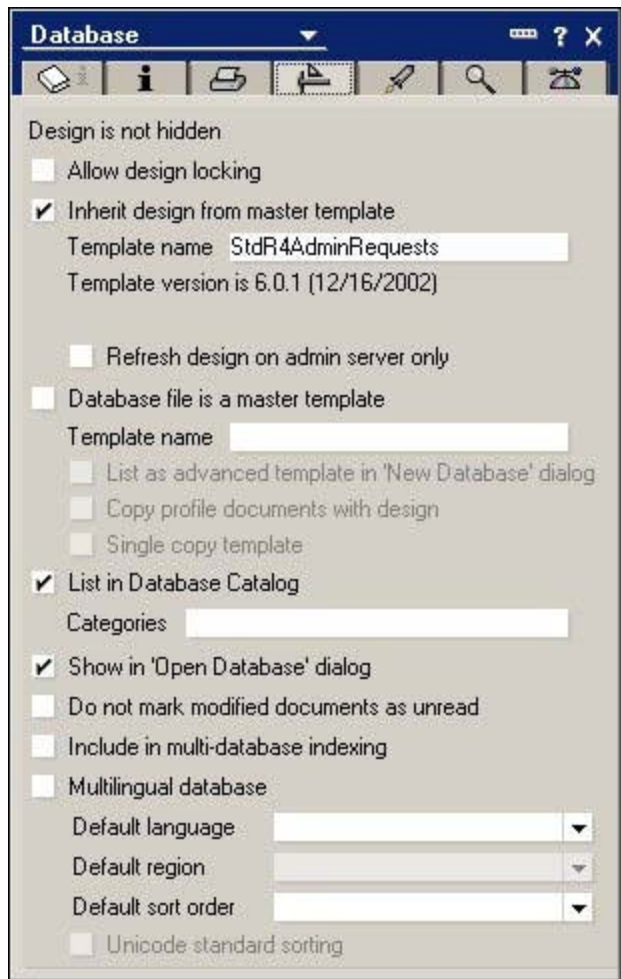 Database
? X
i i
Design is not hidden
Allow design locking
Inherit design from master template
Template name StdR4AdminRequests
Template version is 6.0.1 (12/16/2002)
Refresh design on admin server only
Database file is a master template
Template name
List as advanced template in 'New Database' dialog
Copy profile documents with design
Single copy template
List in Database Catalog
Categories
Show in 'Open Database' dialog
Do not mark modified documents as unread
Include in multi-database indexing
Multilingual database
Default language
Default region
Default sort order
Unicode standard sorting